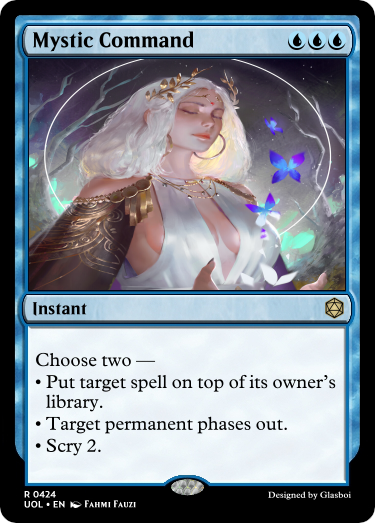 Mystic Command
Instant
Choose two —
• Put target spell on top of its owner's
library.
• Target permanent phases out.
• Scry 2.
R 0424
UOL • EN Fahmi Fauzi
Designed by Glasboi